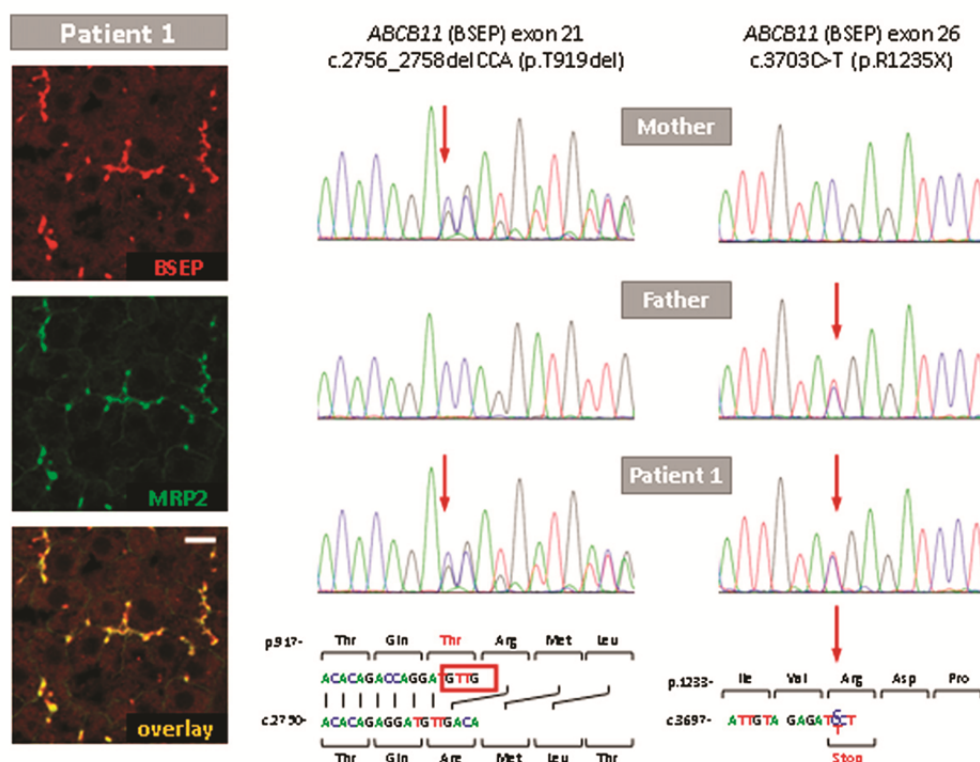 Patient 1
BSEP
MRP2
overlay
ABCB11 (BSEP) exon 21
c.2756_2758delCCA (p.T919del)
ABCB11 (BSEP) exon 26
c.3703C>T (p.R1235X)
Mother
Father
Patient 1
p.917- Thr Gln Thr Arg Met Leu
ACACAGACCAGGATGTTG
c.2750- ACACAGAGGATGTTGACA
Thr Gln Arg Met Leu Thr
p.1233- Ile Val Arg Asp Pro
c.3697- ATTGTA GAGAT CT
Stop